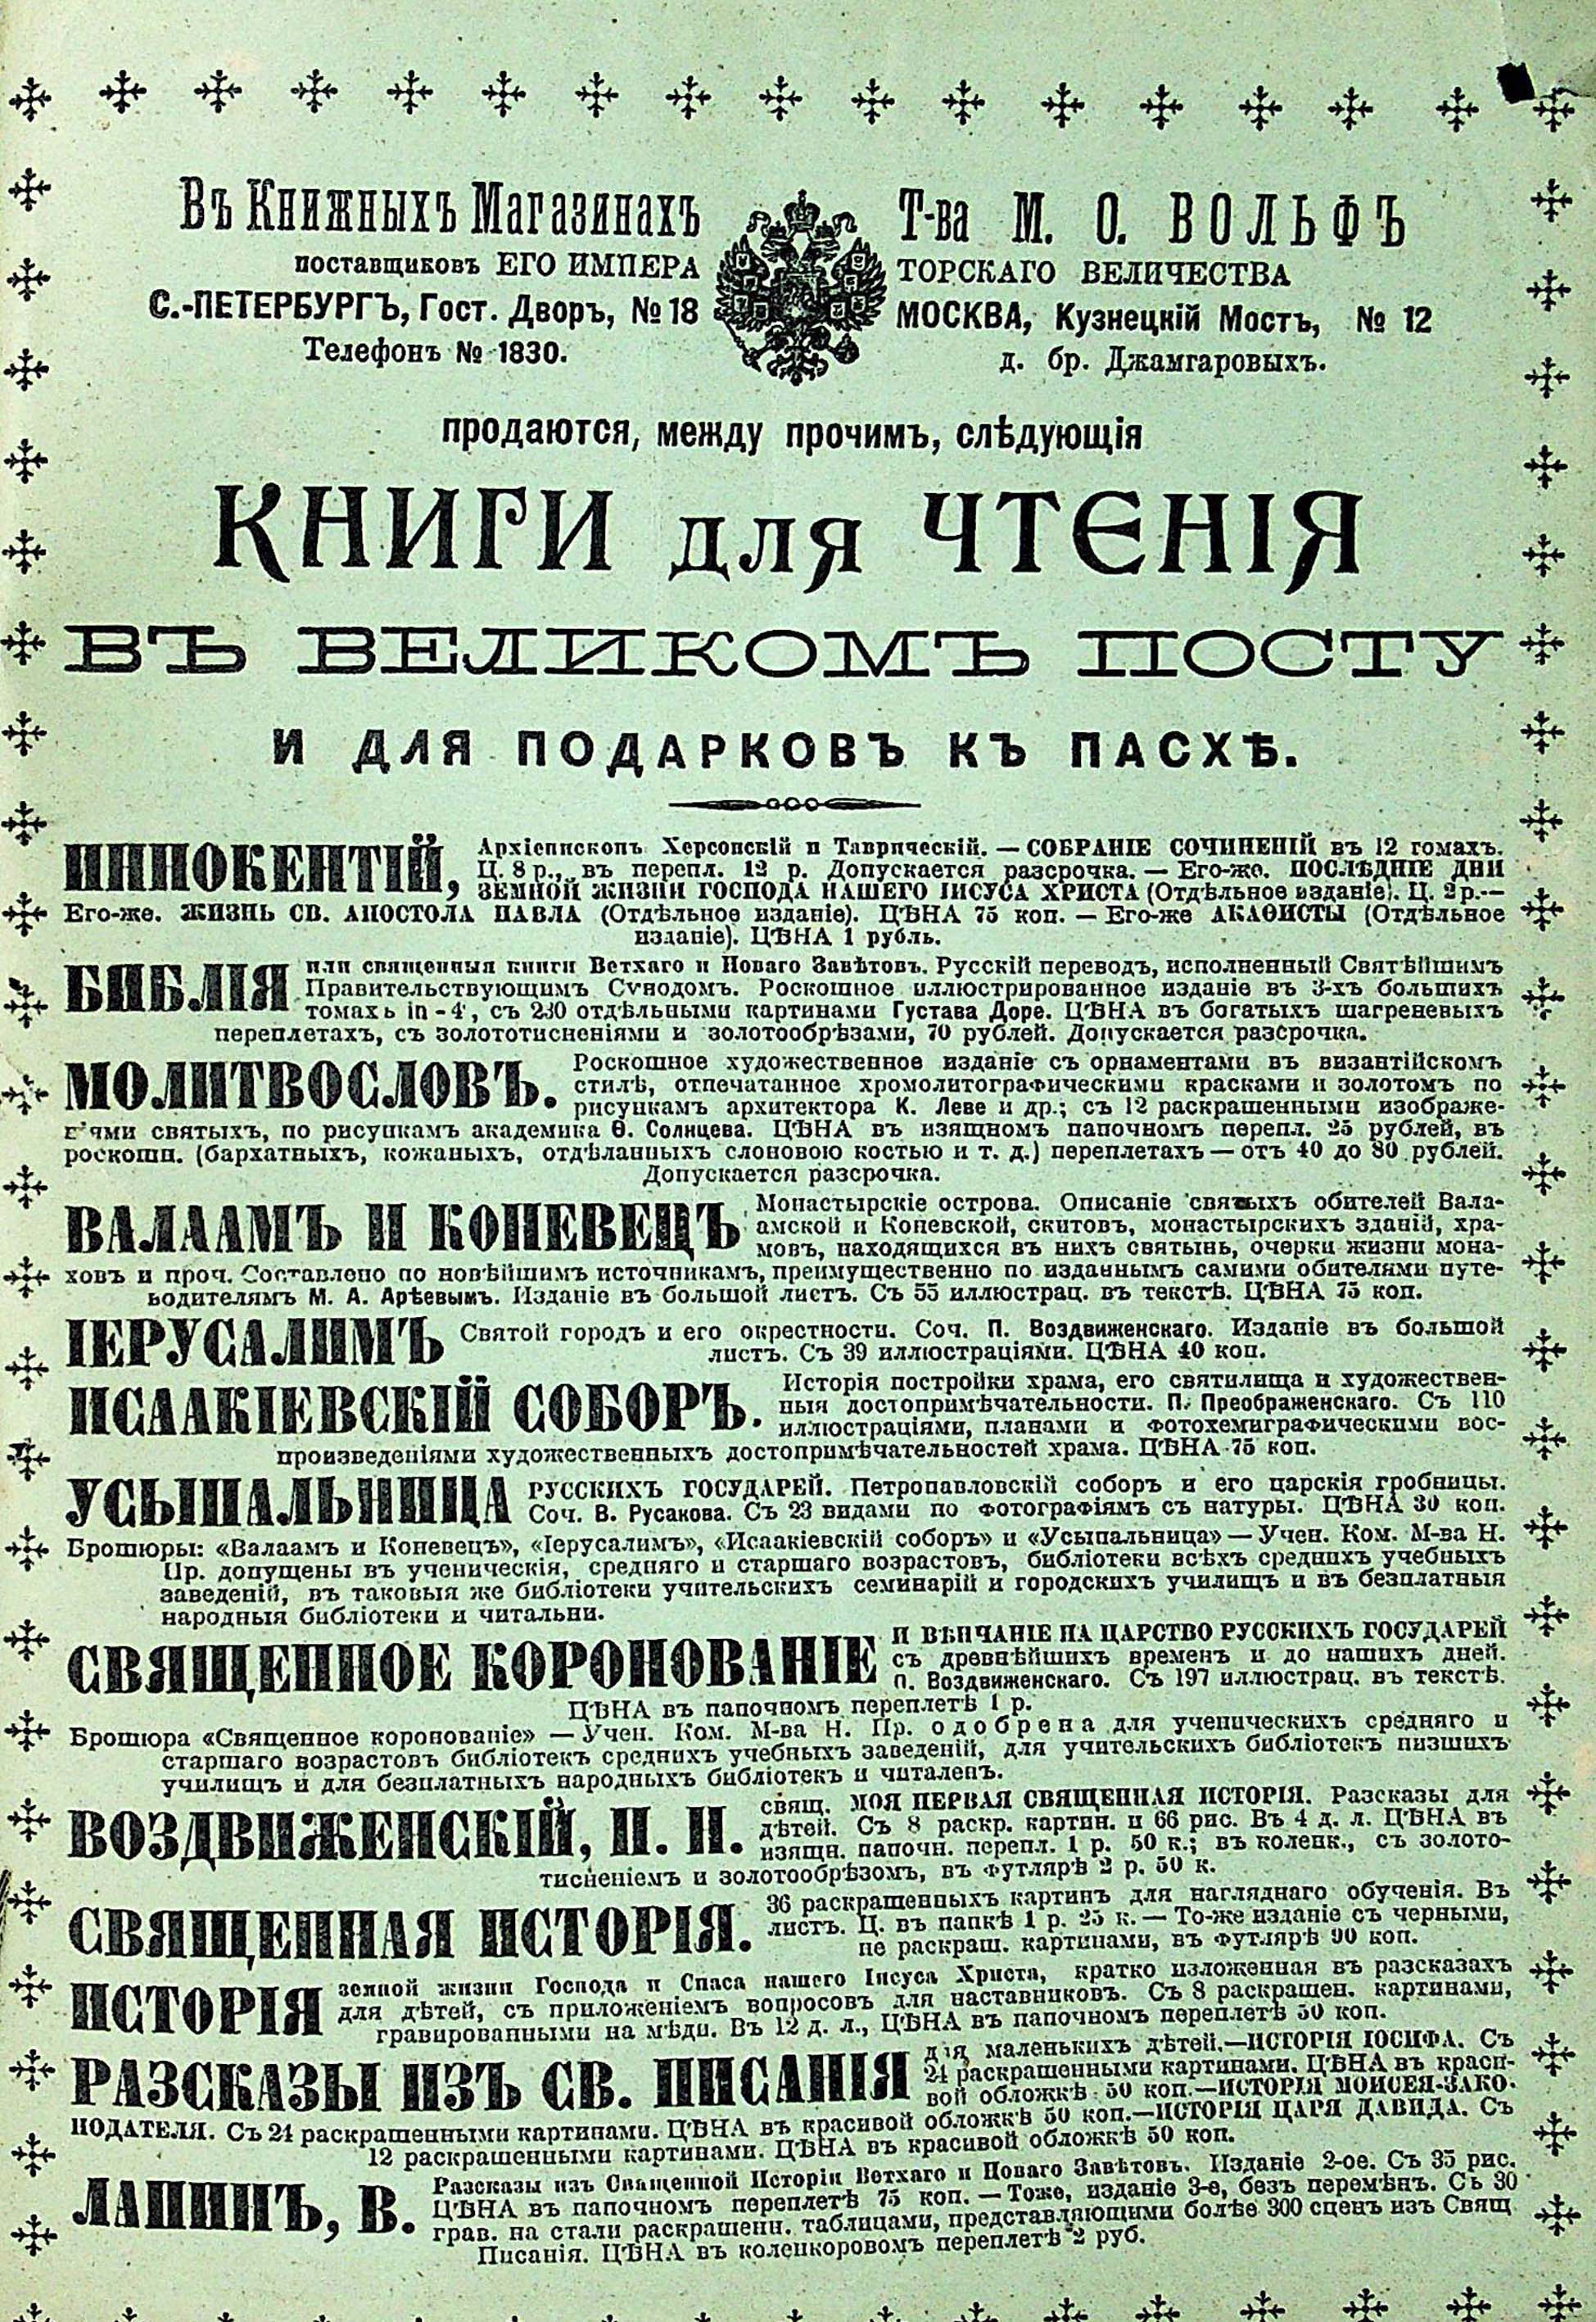 Въ Книжныхъ Магазинахъ Т-ва М. О. ВОЛЬФЪ
поставщиковъ ЕГО ИМПЕРАТОРСКАГО ВЕЛИЧЕСТВА
С.-ПЕТЕРБУРГЪ, Гост. Дворъ, № 18 МОСКВА, Кузнецкій Мостъ, № 12
Телефонъ № 1830. д. бр. Джамгаровыхъ.
продаются, между прочимъ, слѣдующія
КНИГИ для ЧТЕНІЯ
ВЪ ВЕЛИКОМЪ ПОСТУ
И ДЛЯ ПОДАРКОВЪ КЪ ПАСХѢ.
ИННОКЕНТІЙ, Архіепископъ Херсонскій и Таврическій. — СОБРАНІЕ СОЧИНЕНІЙ въ 12 томахъ.
Ц. 8 р., въ перепл. 12 р. Допускается разсрочка. — Его-же. ПОСЛѢДНІЕ ДНИ
ЗЕМНОЙ ЖИЗНИ ГОСПОДА НАШЕГО ІИСУСА ХРИСТА (Отдѣльное изданіе). Ц. 2 р.—
Его-же. ЖИЗНЬ СВ. АПОСТОЛА ПАВЛА (Отдѣльное изданіе). ЦѢНА 75 коп. — Его-же АКАѲИСТЫ (Отдѣльное
изданіе). ЦѢНА 1 рубль.
БИБЛІЯ или священныя книги Ветхаго и Новаго Завѣтовъ. Русскій переводъ, исполненный Святѣйшимъ
Правительствующимъ Сѵнодомъ. Роскошное иллюстрированное изданіе въ 3-хъ большихъ
томахъ in-4°, съ 230 отдѣльными картинами Густава Доре. ЦѢНА въ богатыхъ шагреневыхъ
переплетахъ, съ золототисненіями и золотообрѣзами, 70 рублей. Допускается разсрочка.
МОЛИТВОСЛОВЪ. Роскошное художественное изданіе съ орнаментами въ византійскомъ
стилѣ, отпечатанное хромолитографическими красками и золотомъ по
рисункамъ архитектора К. Леве и др.; съ 12 раскрашенными изображе-
ніями святыхъ, по рисункамъ академика Ѳ. Солнцева. ЦѢНА въ изящномъ папочномъ перепл. 25 рублей, въ
роскошн. (бархатныхъ, кожаныхъ, отдѣланныхъ слоновою костью и т. д.) переплетахъ — отъ 40 до 80 рублей.
Допускается разсрочка.
ВАЛААМЪ И КОНЕВЕЦЪ Монастырскіе острова. Описаніе святыхъ обителей Вала-
амской и Коневской, скитовъ, монастырскихъ зданій, хра-
мовъ, находящихся въ нихъ святынь, очерки жизни мона-
ховъ и проч. Составлено по новѣйшимъ источникамъ, преимущественно по изданнымъ самими обителями путе-
водителямъ М. А. Арѣевымъ. Изданіе въ большой листъ. Съ 55 иллюстрац. въ текстѣ. ЦѢНА 75 коп.
ІЕРУСАЛИМЪ Святой городъ и его окрестности. Соч. П. Воздвиженскаго. Изданіе въ большой
листъ. Съ 39 иллюстраціями. ЦѢНА 40 коп.
ИСААКІЕВСКІЙ СОБОРЪ. Исторія постройки храма, его святилища и художествен-
ныя достопримѣчательности. П. Преображенскаго. Съ 110
иллюстраціями, планами и фотохемиграфическими вос-
произведеніями художественныхъ достопримѣчательностей храма. ЦѢНА 75 коп.
УСЫПАЛЬНИЦА РУССКИХЪ ГОСУДАРЕЙ. Петропавловскій соборъ и его царскія гробницы.
Соч. В. Русакова. Съ 23 видами по фотографіямъ съ натуры. ЦѢНА 30 коп.
Брошюры: «Валаамъ и Коневецъ», «Іерусалимъ», «Исаакіевскій соборъ» и «Усыпальница» — Учен. Ком. М-ва Н.
Пр. допущены въ ученическія, средняго и старшаго возрастовъ, библіотеки всѣхъ среднихъ учебныхъ
заведеній, въ таковыя же библіотеки учительскихъ семинарій и городскихъ училищъ и въ безплатныя
народныя библіотеки и читальни.
СВЯЩЕННОЕ КОРОНОВАНІЕ И ВѢНЧАНІЕ НА ЦАРСТВО РУССКИХЪ ГОСУДАРЕЙ
съ древнѣйшихъ временъ и до нашихъ дней.
П. Воздвиженскаго. Съ 197 иллюстрац. въ текстѣ.
ЦѢНА въ папочномъ переплетѣ 1 р.
Брошюра «Священное коронованіе» — Учен. Ком. М-ва Н. Пр. одобрена для ученическихъ средняго и
старшаго возрастовъ библіотекъ среднихъ учебныхъ заведеній, для учительскихъ библіотекъ низшихъ
училищъ и для безплатныхъ народныхъ библіотекъ и читаленъ.
ВОЗДВИЖЕНСКІЙ, П. Н. свящ. МОЯ ПЕРВАЯ СВЯЩЕННАЯ ИСТОРІЯ. Разсказы для
дѣтей. Съ 8 раскр. картин. и 66 рис. Въ 4 д. л. ЦѢНА въ
изящн. папочн. перепл. 1 р. 50 к.; въ коленк., съ золото-
тисненіемъ и золотообрѣзомъ, въ футлярѣ 2 р. 50 к.
СВЯЩЕННАЯ ИСТОРІЯ. 36 раскрашенныхъ картинъ для нагляднаго обученія. Въ
листъ. Ц. въ папкѣ 1 р. 25 к. — То-же изданіе съ черными,
не раскраш. картинами, въ футлярѣ 90 коп.
ИСТОРІЯ земной жизни Господа и Спаса нашего Іисуса Христа, кратко изложенная въ разсказахъ
для дѣтей, съ приложеніемъ вопросовъ для наставниковъ. Съ 8 раскрашен. картинами,
гравированными на мѣди. Въ 12 д. л., ЦѢНА въ папочномъ переплетѣ 50 коп.
РАЗСКАЗЫ ИЗЪ СВ. ПИСАНІЯ для маленькихъ дѣтей.—ИСТОРІЯ ІОСИФА. Съ
24 раскрашенными картинами. ЦѢНА въ краси-
вой обложкѣ 50 коп.—ИСТОРІЯ МОИСЕЯ-ЗАКО-
НОДАТЕЛЯ. Съ 24 раскрашенными картинами. ЦѢНА въ красивой обложкѣ 50 коп.—ИСТОРІЯ ЦАРЯ ДАВИДА. Съ
12 раскрашенными картинами. ЦѢНА въ красивой обложкѣ 50 коп.
ЛАПИНЪ, В. Разсказы изъ Священной Исторіи Ветхаго и Новаго Завѣтовъ. Изданіе 2-ое. Съ 35 рис.
ЦѢНА въ папочномъ переплетѣ 75 коп. — Тоже, изданіе 3-е, безъ перемѣнъ. Съ 30
грав. на стали раскрашенн. таблицами, представляющими болѣе 300 сценъ изъ Свящ
Писанія. ЦѢНА въ коленкоровомъ переплетѣ 2 руб.